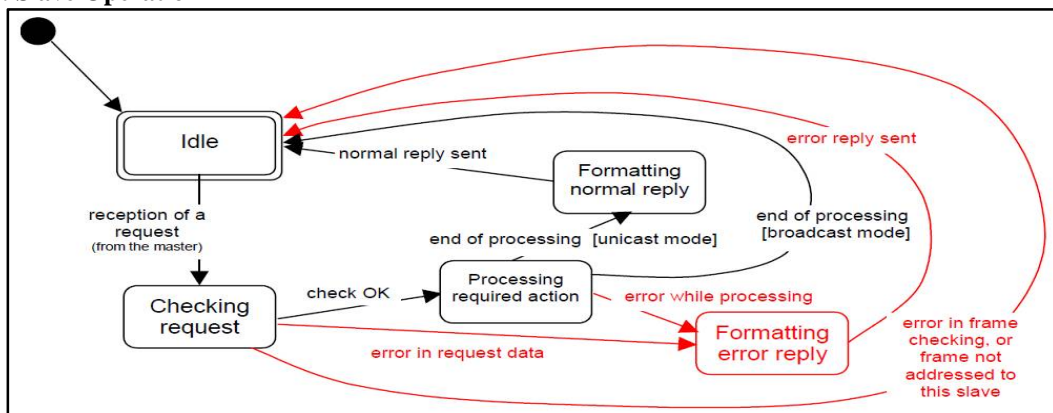 Slave Operation
Idle
normal reply sent
error reply sent
Formatting
normal reply
reception of a
request
(from the master)
end of processing [unicast mode]
end of processing
[broadcast mode]
Checking
request
check OK
Processing
required action
error while processing
error in request data
Formatting
error reply
error in frame
checking, or
frame not
addressed to
this slave